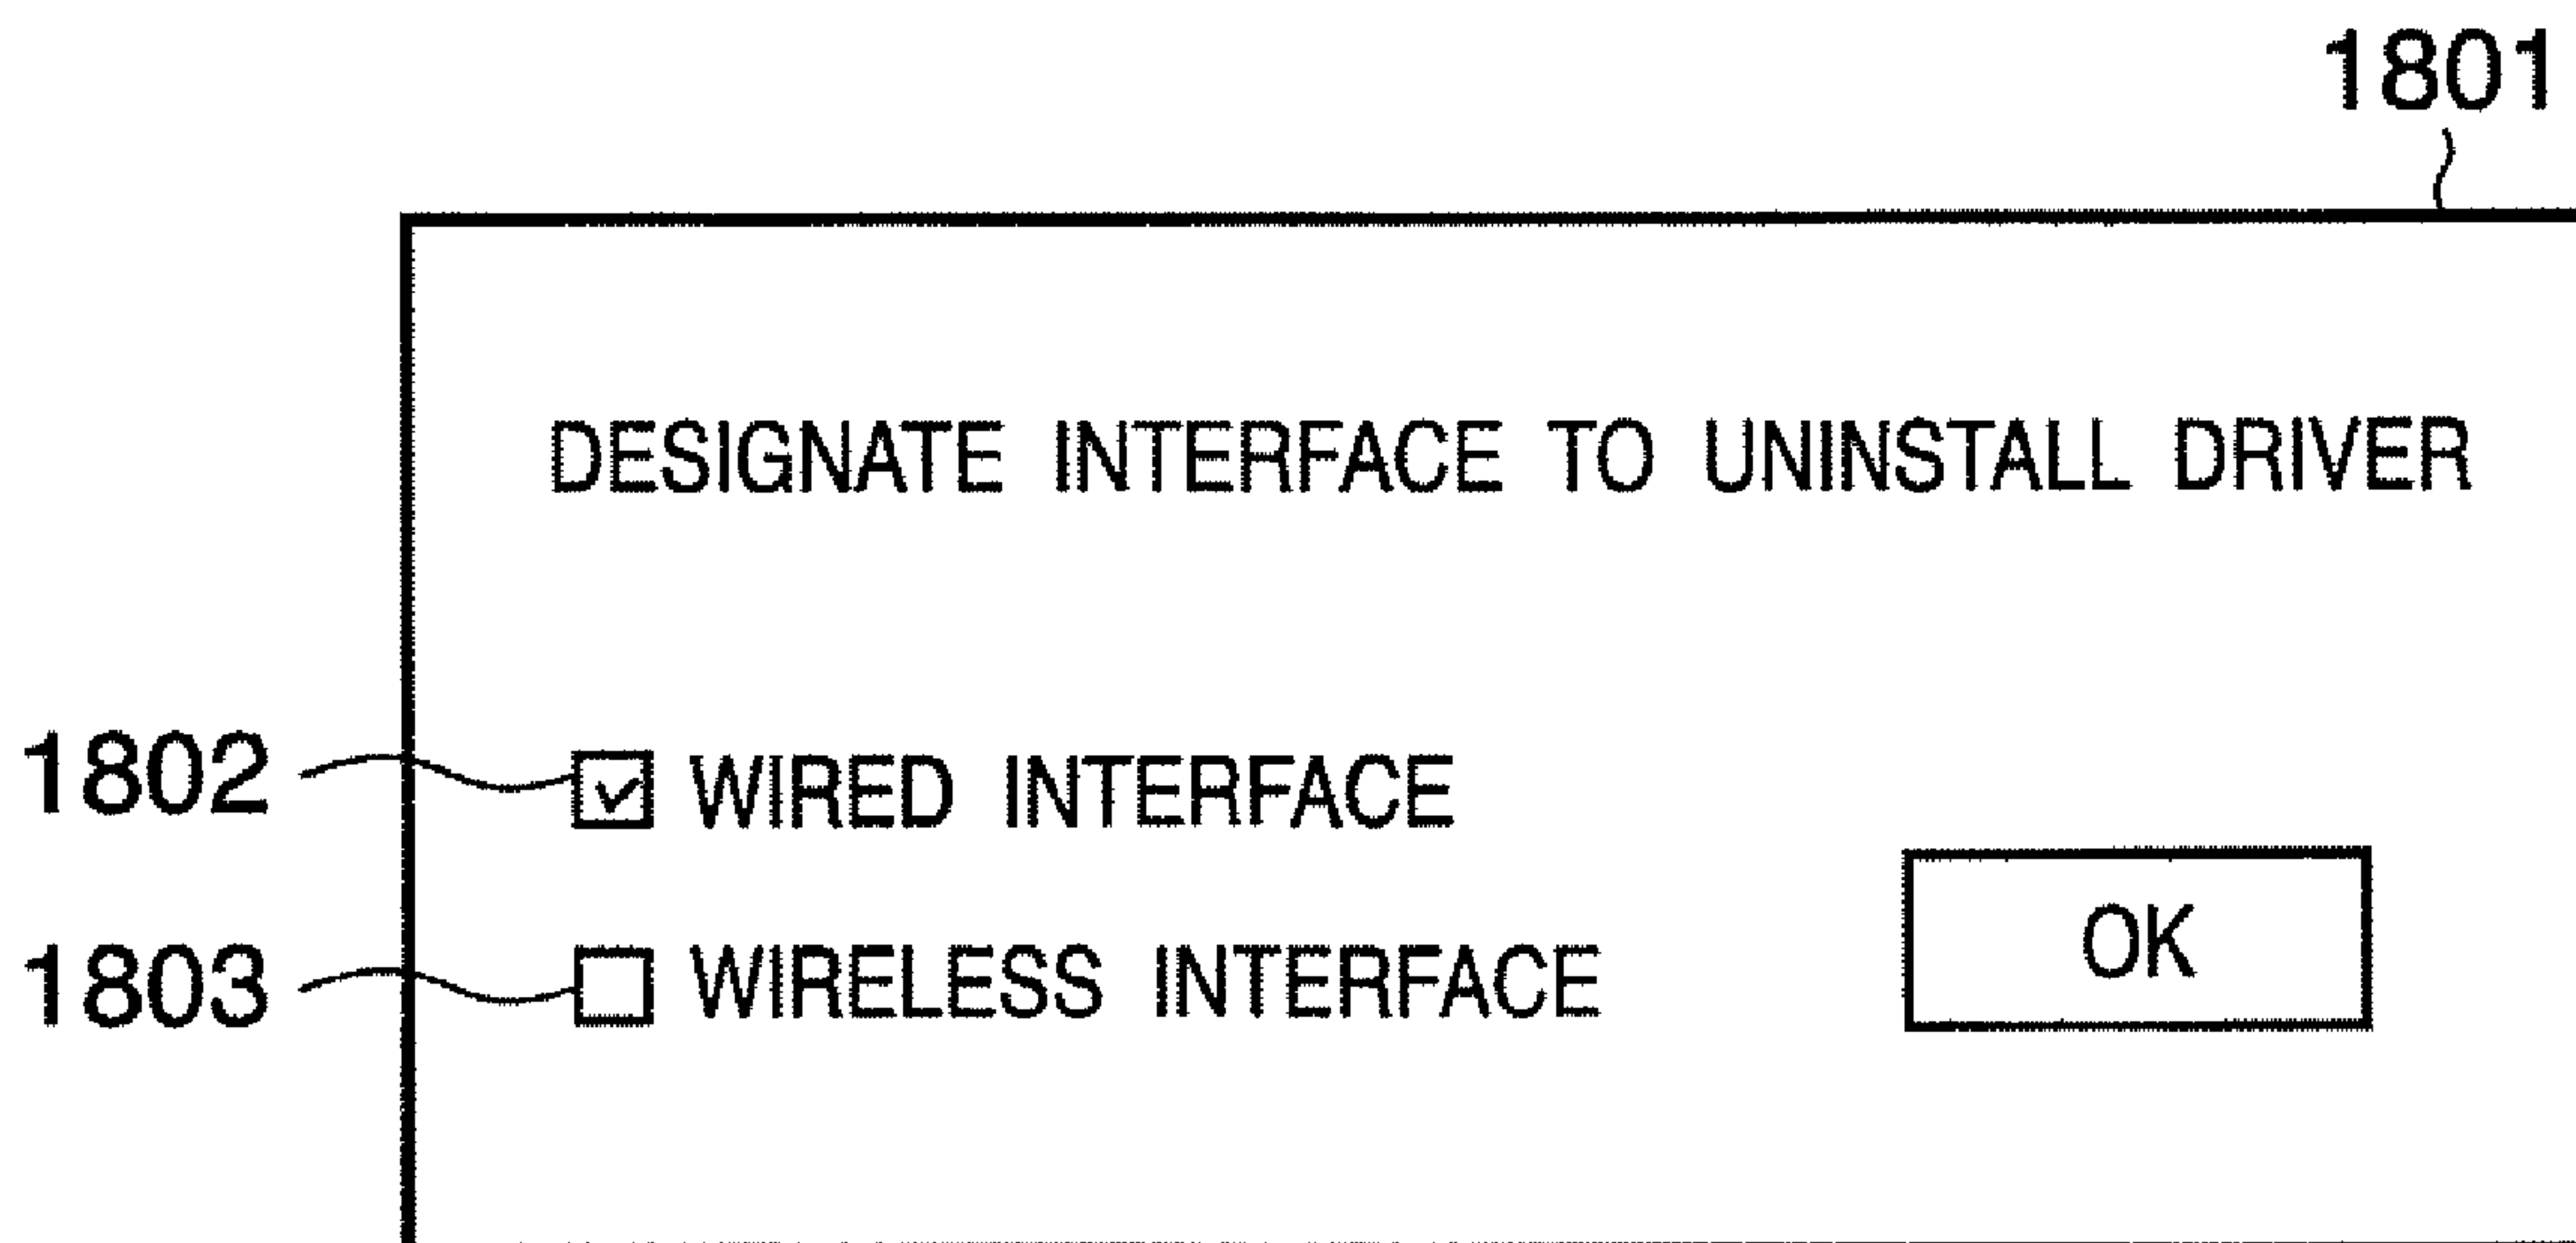 1801
DESIGNATE INTERFACE TO UNINSTALL DRIVER
1802 WIRED INTERFACE
1803 WIRELESS INTERFACE
OK